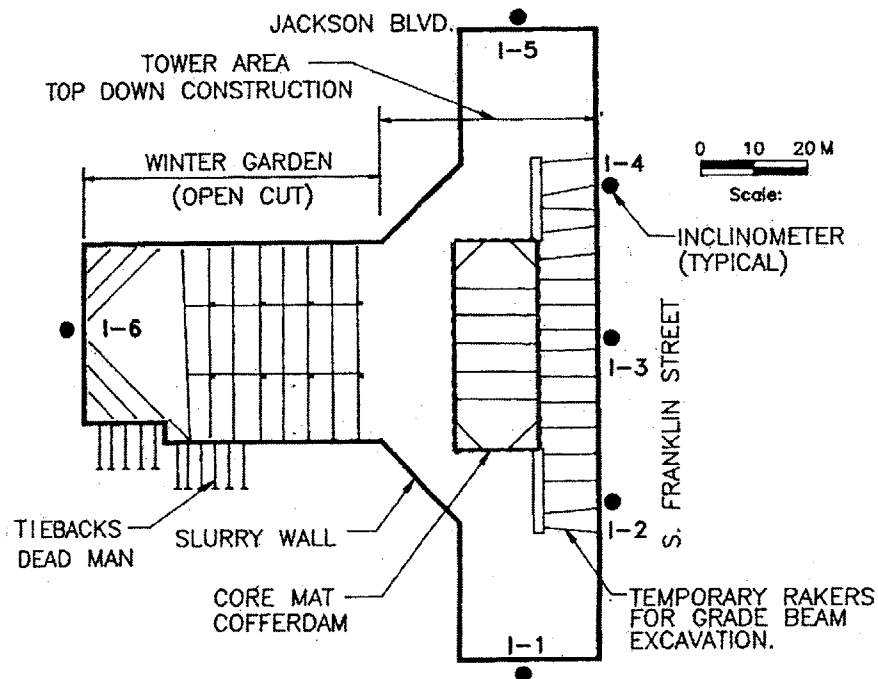 JACKSON BLVD.
I-5
TOWER AREA
TOP DOWN CONSTRUCTION
WINTER GARDEN
(OPEN CUT)
I-4
0 10 20 M
Scale:
INCLINOMETER
(TYPICAL)
I-6
I-3
S. FRANKLIN STREET
I-2
TIEBACKS
DEAD MAN
SLURRY WALL
CORE MAT
COFFERDAM
TEMPORARY RAKERS
FOR GRADE BEAM
EXCAVATION.
I-1